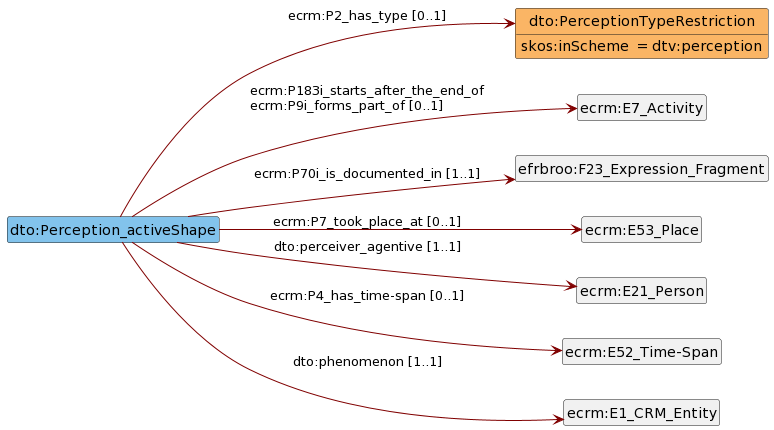 ecrm:P2_has_type [0..1]
dto:PerceptionTypeRestriction
skos:inScheme = dtv:perception
ecrm:P183i_starts_after_the_end_of
ecrm:P9i_forms_part_of [0..1]
ecrm:E7_Activity
ecrm:P70i_is_documented_in [1..1]
efrbroo:F23_Expression_Fragment
dto:Perception_activeShape
ecrm:P7_took_place_at [0..1]
ecrm:E53_Place
dto:perceiver_agentive [1..1]
ecrm:E21_Person
ecrm:P4_has_time-span [0..1]
ecrm:E52_Time-Span
dto:phenomenon [1..1]
ecrm:E1_CRM_Entity